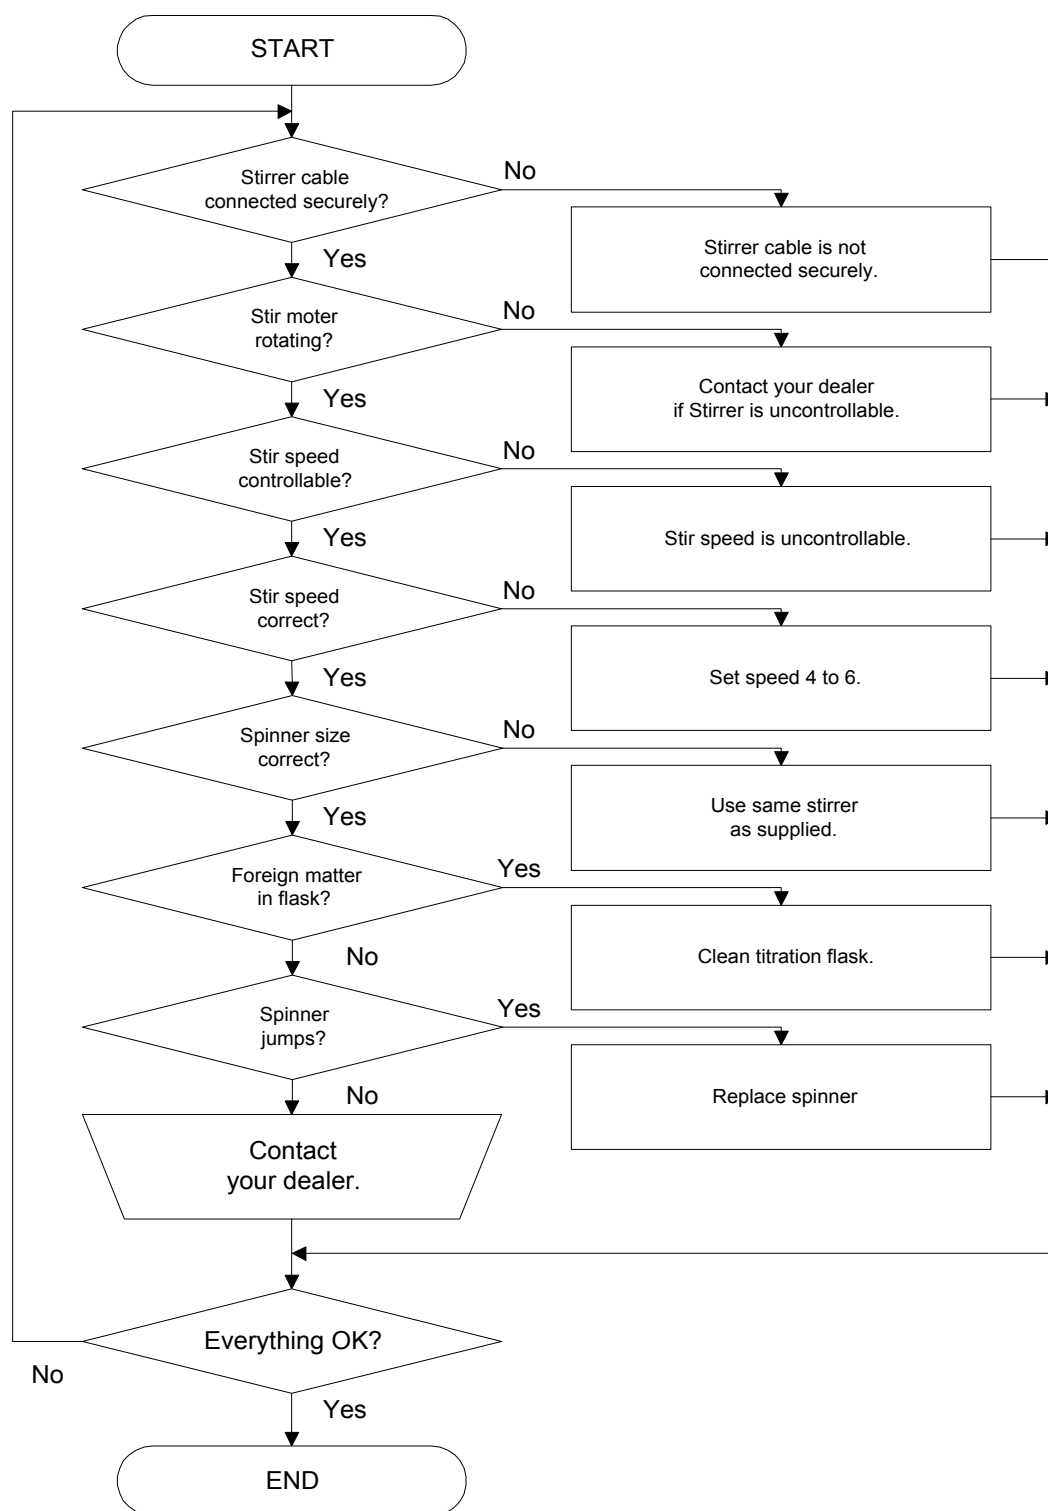 START
Stirrer cable
connected securely?
No
Stirrer cable is not
connected securely.
Yes
Stir moter
rotating?
No
Contact your dealer
if Stirrer is uncontrollable.
Yes
Stir speed
controllable?
No
Stir speed is uncontrollable.
Yes
Stir speed
correct?
No
Set speed 4 to 6.
Yes
Spinner size
correct?
No
Use same stirrer
as supplied.
Yes
Foreign matter
in flask?
Yes
Clean titration flask.
No
Spinner
jumps?
Yes
Replace spinner
No
Contact
your dealer.
Everything OK?
No
Yes
END